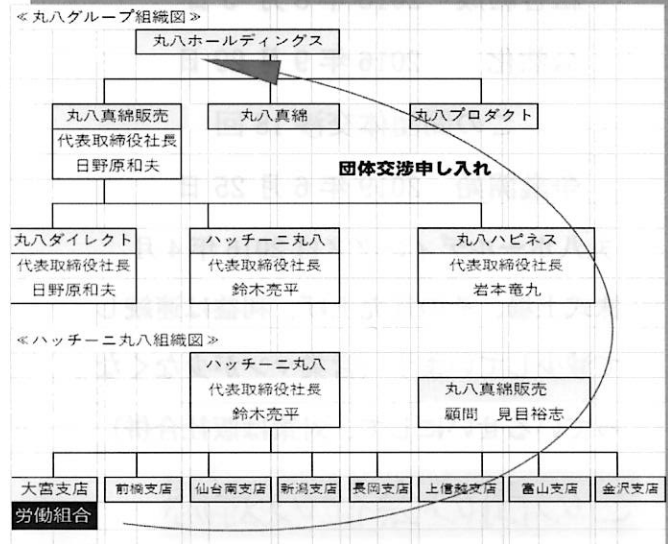 ≪丸八グループ組織図≫
丸八ホールディングス
丸八真綿販売
代表取締役社長
日野原和夫
丸八真綿
丸八プロダクト
団体交渉申し入れ
丸八ダイレクト
代表取締役社長
日野原和夫
ハッチーニ丸八
代表取締役社長
鈴木亮平
丸八ハピネス
代表取締役社長
岩本竜九
≪ハッチーニ丸八組織図≫
ハッチーニ丸八
代表取締役社長
鈴木亮平
丸八真綿販売
顧問 見目裕志
大宮支店
前橋支店
仙台南支店
新潟支店
長岡支店
上信越支店
富山支店
金沢支店
労働組合